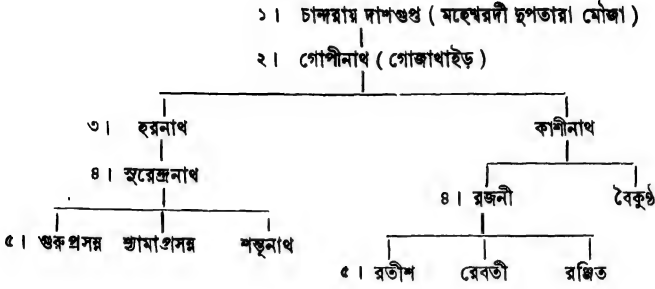 ১। চান্দরায় দাশগুপ্ত ( মহেশ্বরদী দুপতারা মৌজা )
২। গোপীনাথ ( গোজাথাইড় )
৩। হরনাথ কাশীনাথ
৪। সুরেন্দ্রনাথ
৪। রজনী বৈকুণ্ঠ
৫। গুরুপ্রসন্ন শ্যামাপ্রসন্ন শম্ভূনাথ
৫। রতীশ রেবতী রঞ্জিত